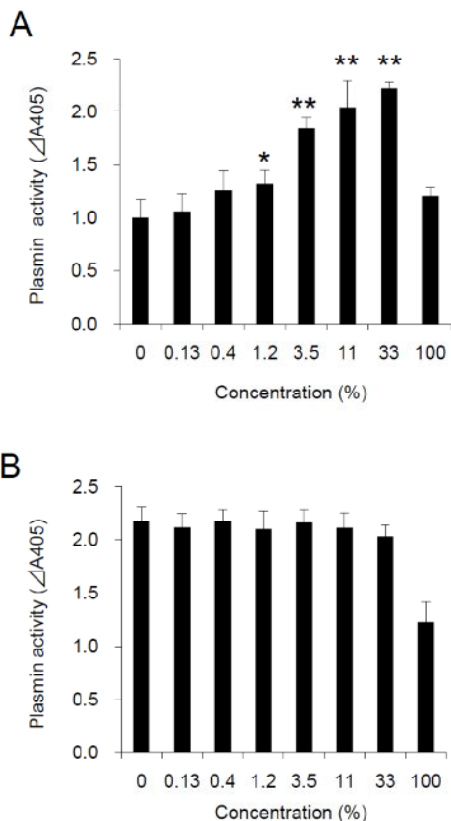 A
Plasmin activity (⊿A405)
2.5
2.0
1.5
1.0
0.5
0.0
*
**
**
**
0 0.13 0.4 1.2 3.5 11 33 100
Concentration (%)
B
Plasmin activity (⊿A405)
2.5
2.0
1.5
1.0
0.5
0.0
0 0.13 0.4 1.2 3.5 11 33 100
Concentration (%)